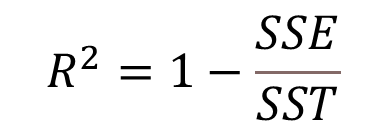 R² = 1 − SSE/SST